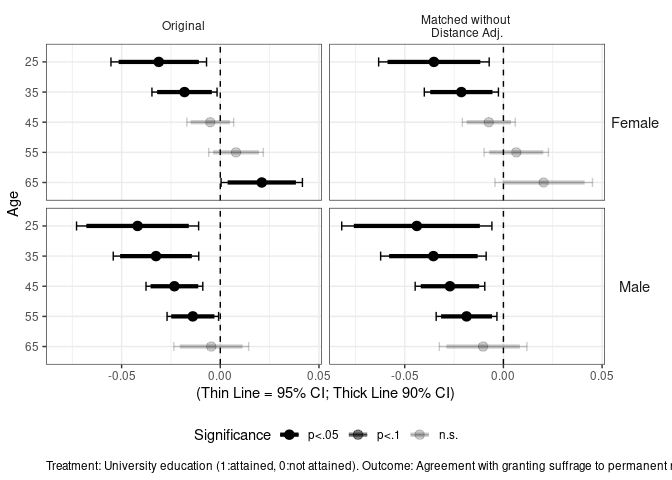 Original
Matched without
Distance Adj.
Age
25
35
45
55
65
Female
25
35
45
55
65
Male
-0.05 0.00 0.05 -0.05 0.00 0.05
(Thin Line = 95% CI; Thick Line 90% CI)
Significance p<.05 p<.1 n.s.
Treatment: University education (1:attained, 0:not attained). Outcome: Agreement with granting suffrage to permanent